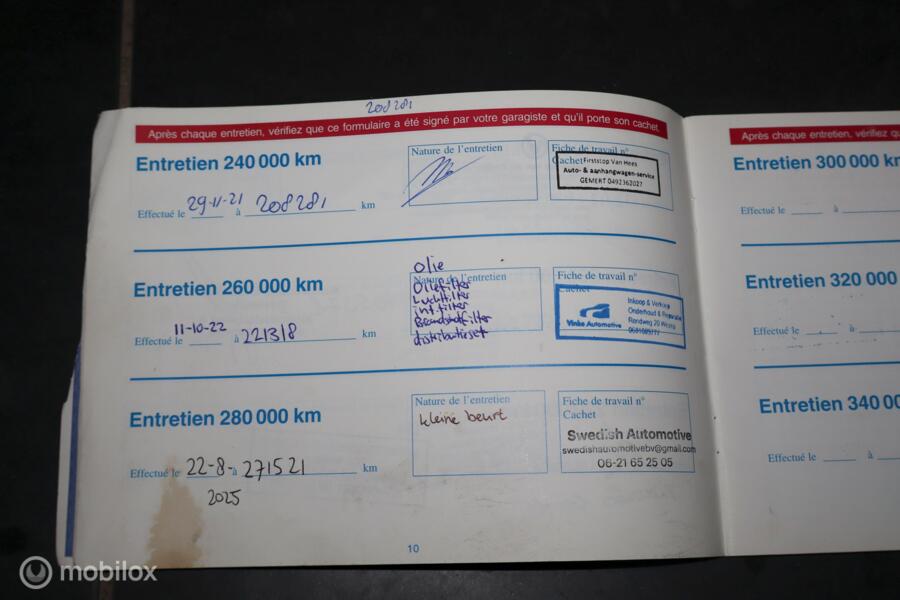 208281
Après chaque entretien, vérifiez que ce formulaire a été signé par votre garagiste et qu'il porte son cachet.
Entretien 240 000 km
Nature de l'entretien
Fiche de travail n°
Cachet
Firststop Van Hees
Auto- & aanhangwagen-service
GEMERT 0492362027
Effectué le 29-11-21 à 208281 km
Entretien 260 000 km
Nature de l'entretien
olie
Oliefilter
Luchtfilter
int filter
Brandstoffilter
distributieset
Fiche de travail n°
Cachet
Vinke Automotive
Inkoop & Verkoop
Onderhoud & Reparatie
Rondweg 20
Effectué le 11-10-22 à 221318 km
Entretien 280 000 km
Nature de l'entretien
kleine beurt
Fiche de travail n°
Cachet
Swedish Automotive
swedishautomotivebv@gmail.com
06-21 65 25 05
Effectué le 22-8- à 271521 km
2025
10
Après chaque entretien, vérifiez qu
Entretien 300 000 km
Effectué le à
Entretien 320 000
Effectué le à
Entretien 340 00
Effectué le à
mobilox